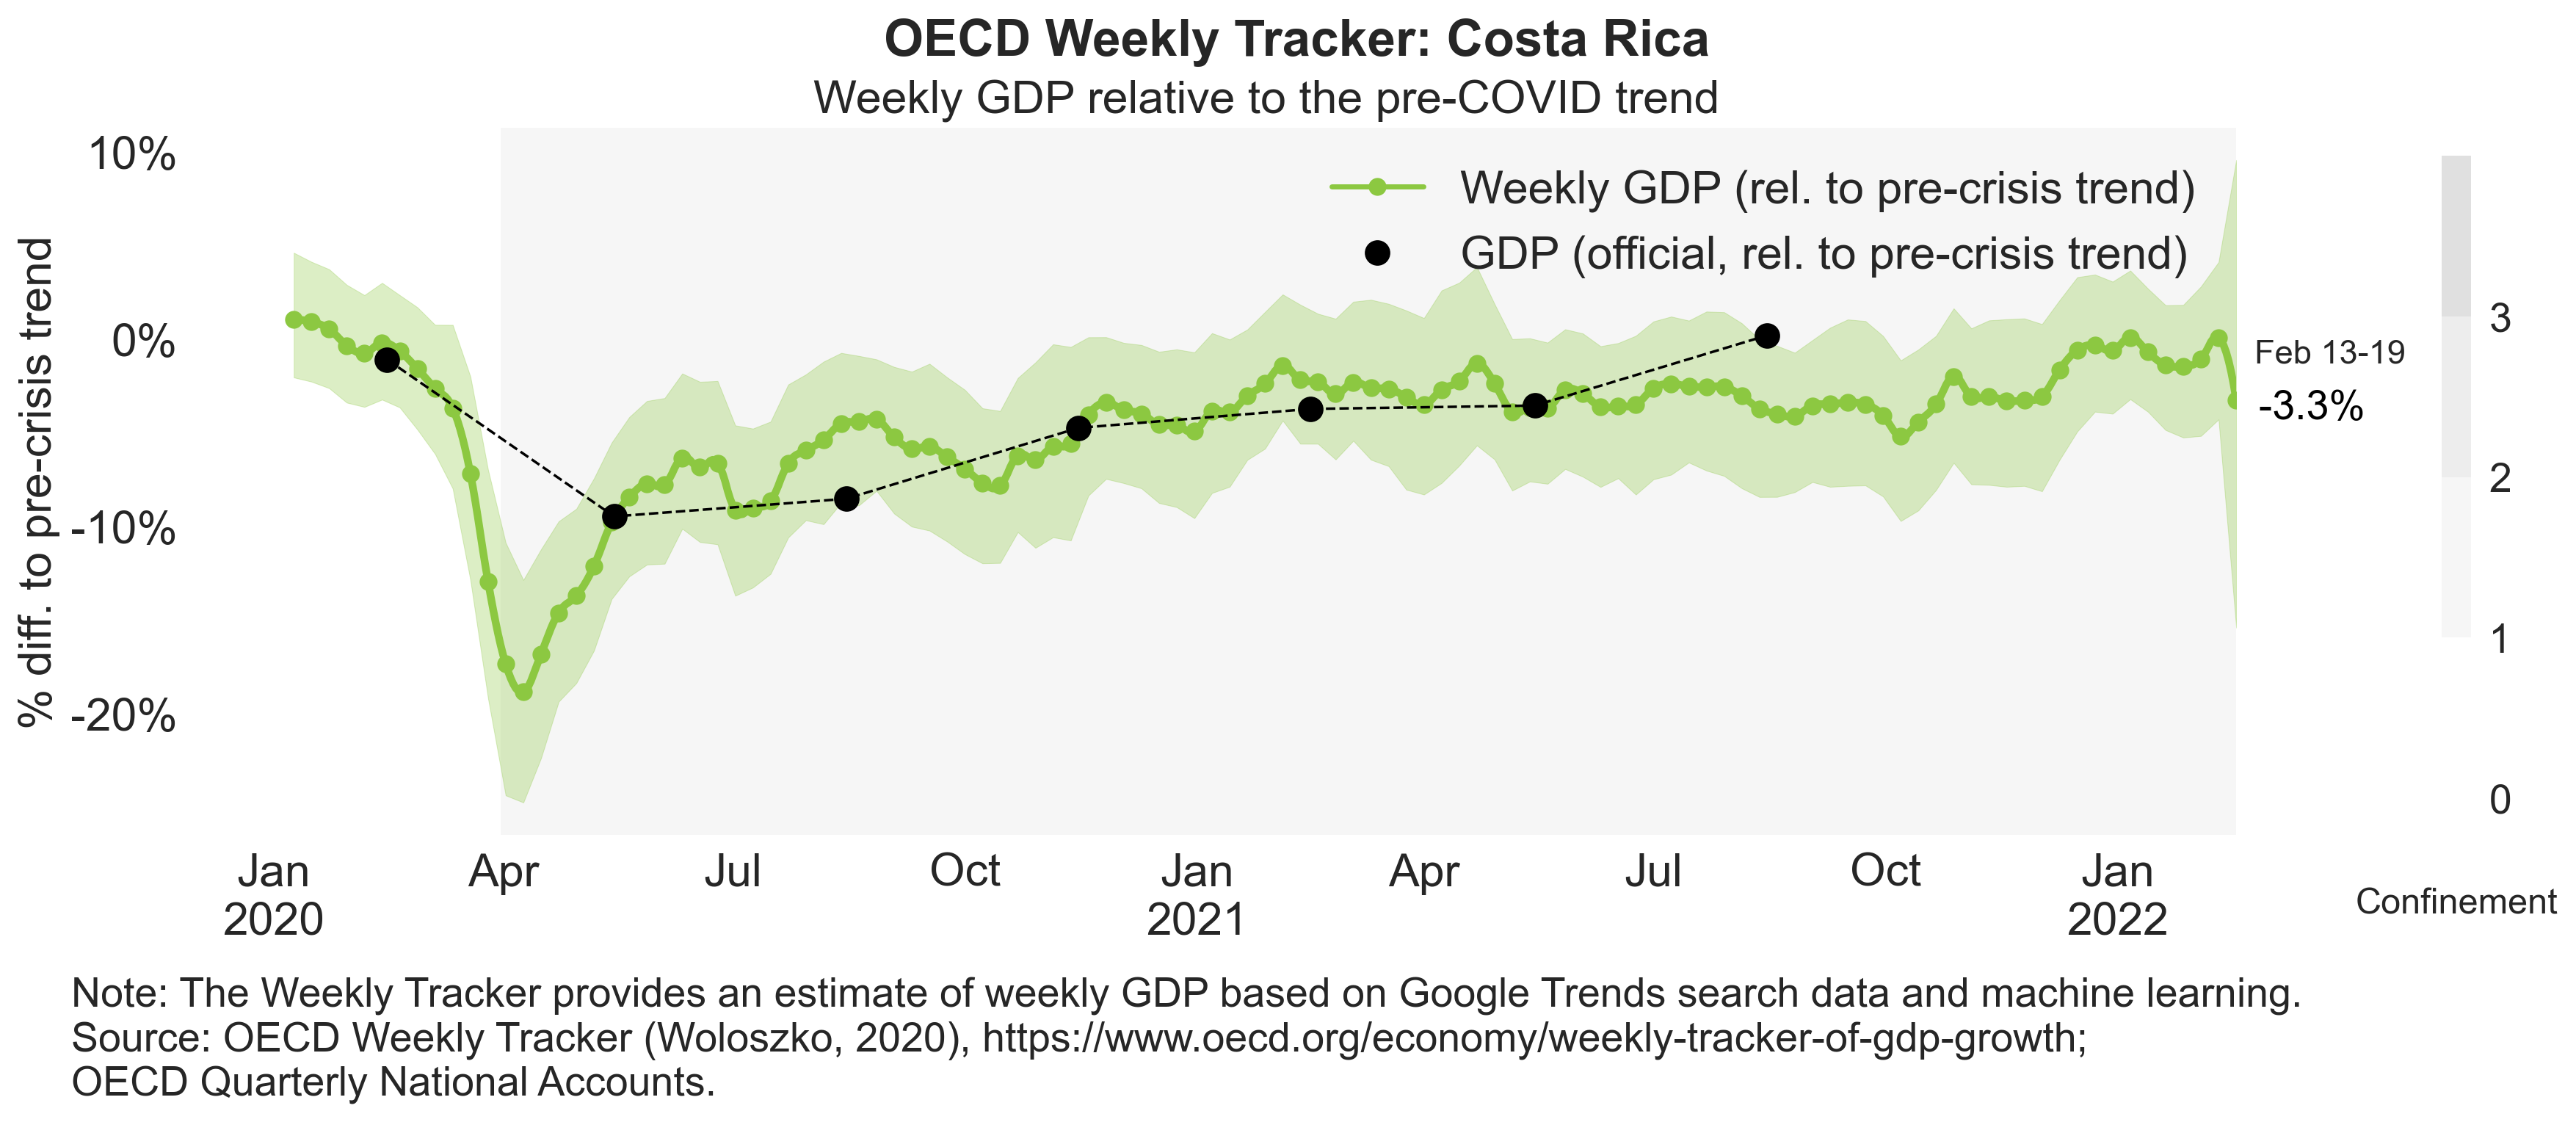 OECD Weekly Tracker: Costa Rica
Weekly GDP relative to the pre-COVID trend
% diff. to pre-crisis trend
10%
0%
-10%
-20%
Weekly GDP (rel. to pre-crisis trend)
GDP (official, rel. to pre-crisis trend)
Feb 13-19
-3.3%
3
2
1
0
Confinement
Jan
2020
Apr
Jul
Oct
Jan
2021
Apr
Jul
Oct
Jan
2022
Note: The Weekly Tracker provides an estimate of weekly GDP based on Google Trends search data and machine learning.
Source: OECD Weekly Tracker (Woloszko, 2020), https://www.oecd.org/economy/weekly-tracker-of-gdp-growth;
OECD Quarterly National Accounts.